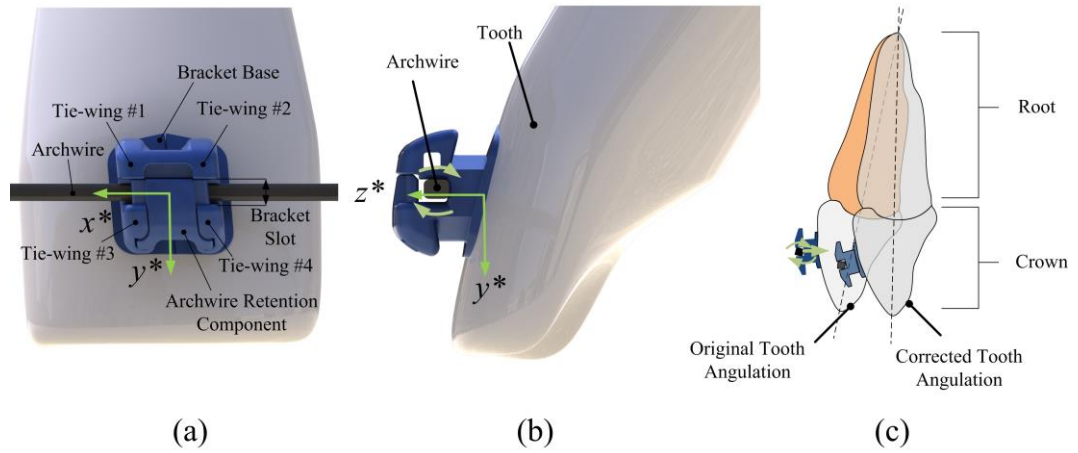 Bracket Base
Tie-wing #1
Tie-wing #2
Archwire
x*
Bracket
Slot
Tie-wing #3
y*
Tie-wing #4
Archwire Retention
Component
(a)
Tooth
Archwire
z*
y*
(b)
Root
Crown
Original Tooth
Angulation
Corrected Tooth
Angulation
(c)